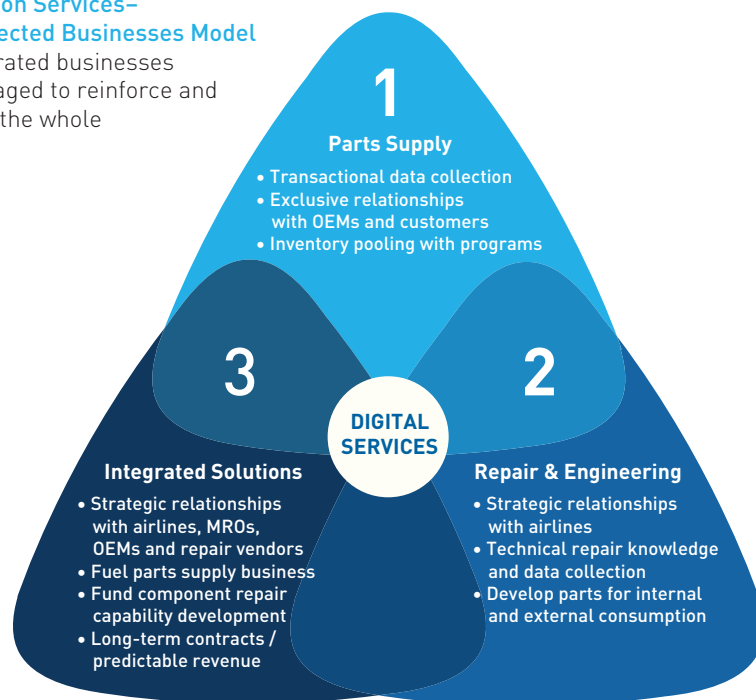 on Services–
ected Businesses Model
rated businesses
aged to reinforce and
the whole
1
Parts Supply
• Transactional data collection
• Exclusive relationships
with OEMs and customers
• Inventory pooling with programs
3
2
DIGITAL
SERVICES
Integrated Solutions
• Strategic relationships
with airlines, MROs,
OEMs and repair vendors
• Fuel parts supply business
• Fund component repair
capability development
• Long-term contracts /
predictable revenue
Repair & Engineering
• Strategic relationships
with airlines
• Technical repair knowledge
and data collection
• Develop parts for internal
and external consumption